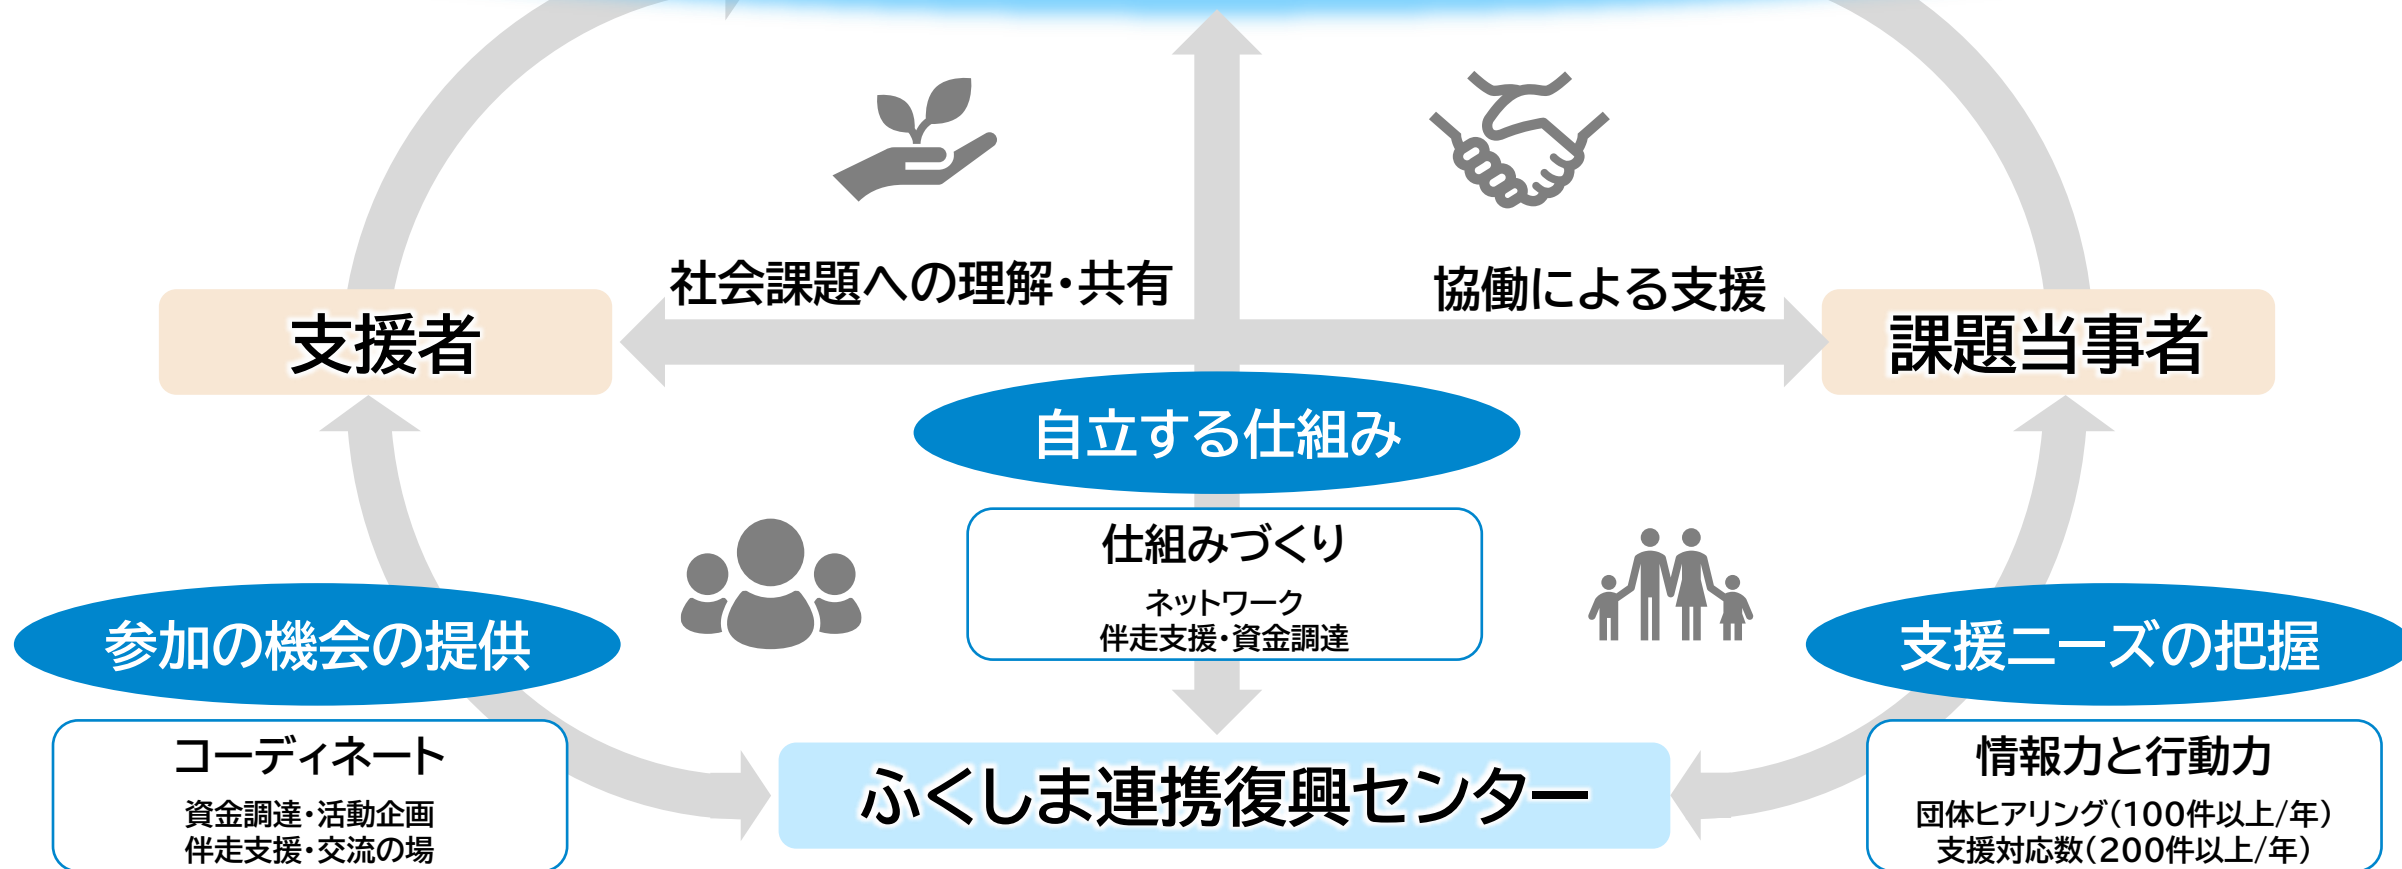 社会課題への理解・共有
協働による支援
支援者
課題当事者
自立する仕組み
仕組みづくり
ネットワーク
伴走支援・資金調達
参加の機会の提供
支援ニーズの把握
コーディネート
資金調達・活動企画
伴走支援・交流の場
ふくしま連携復興センター
情報力と行動力
団体ヒアリング(100件以上/年)
支援対応数(200件以上/年)